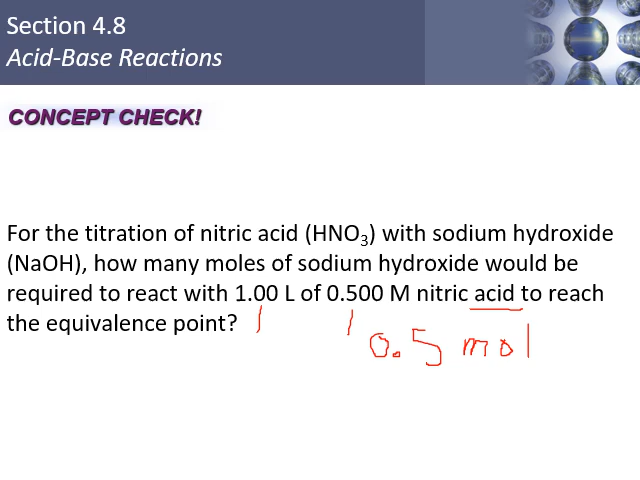 Section 4.8
Acid-Base Reactions
CONCEPT CHECK!
For the titration of nitric acid (HNO₃) with sodium hydroxide
(NaOH), how many moles of sodium hydroxide would be
required to react with 1.00 L of 0.500 M nitric acid to reach
the equivalence point?
0.5 mol